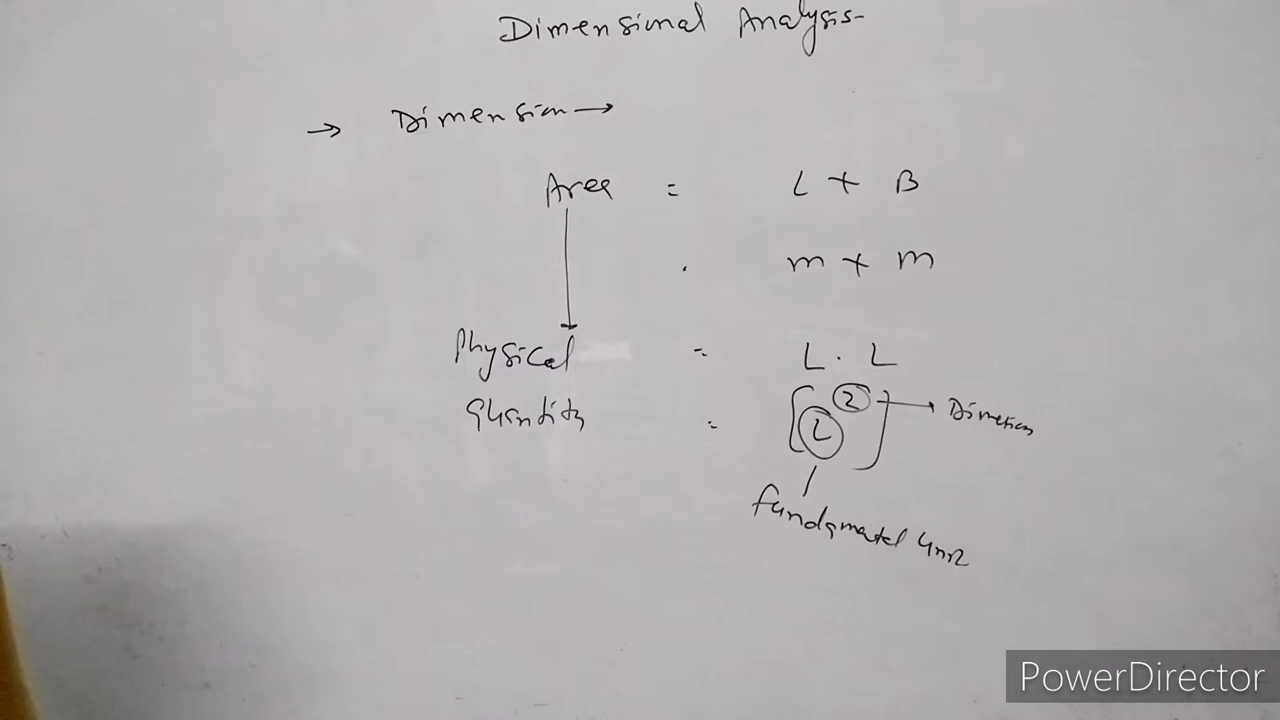 Dimensional Analysis-
→ Dimension →
Area = L × B
m × m
Physical = L . L
Quantity = [L²] → Dimension
fundamental unit
PowerDirector